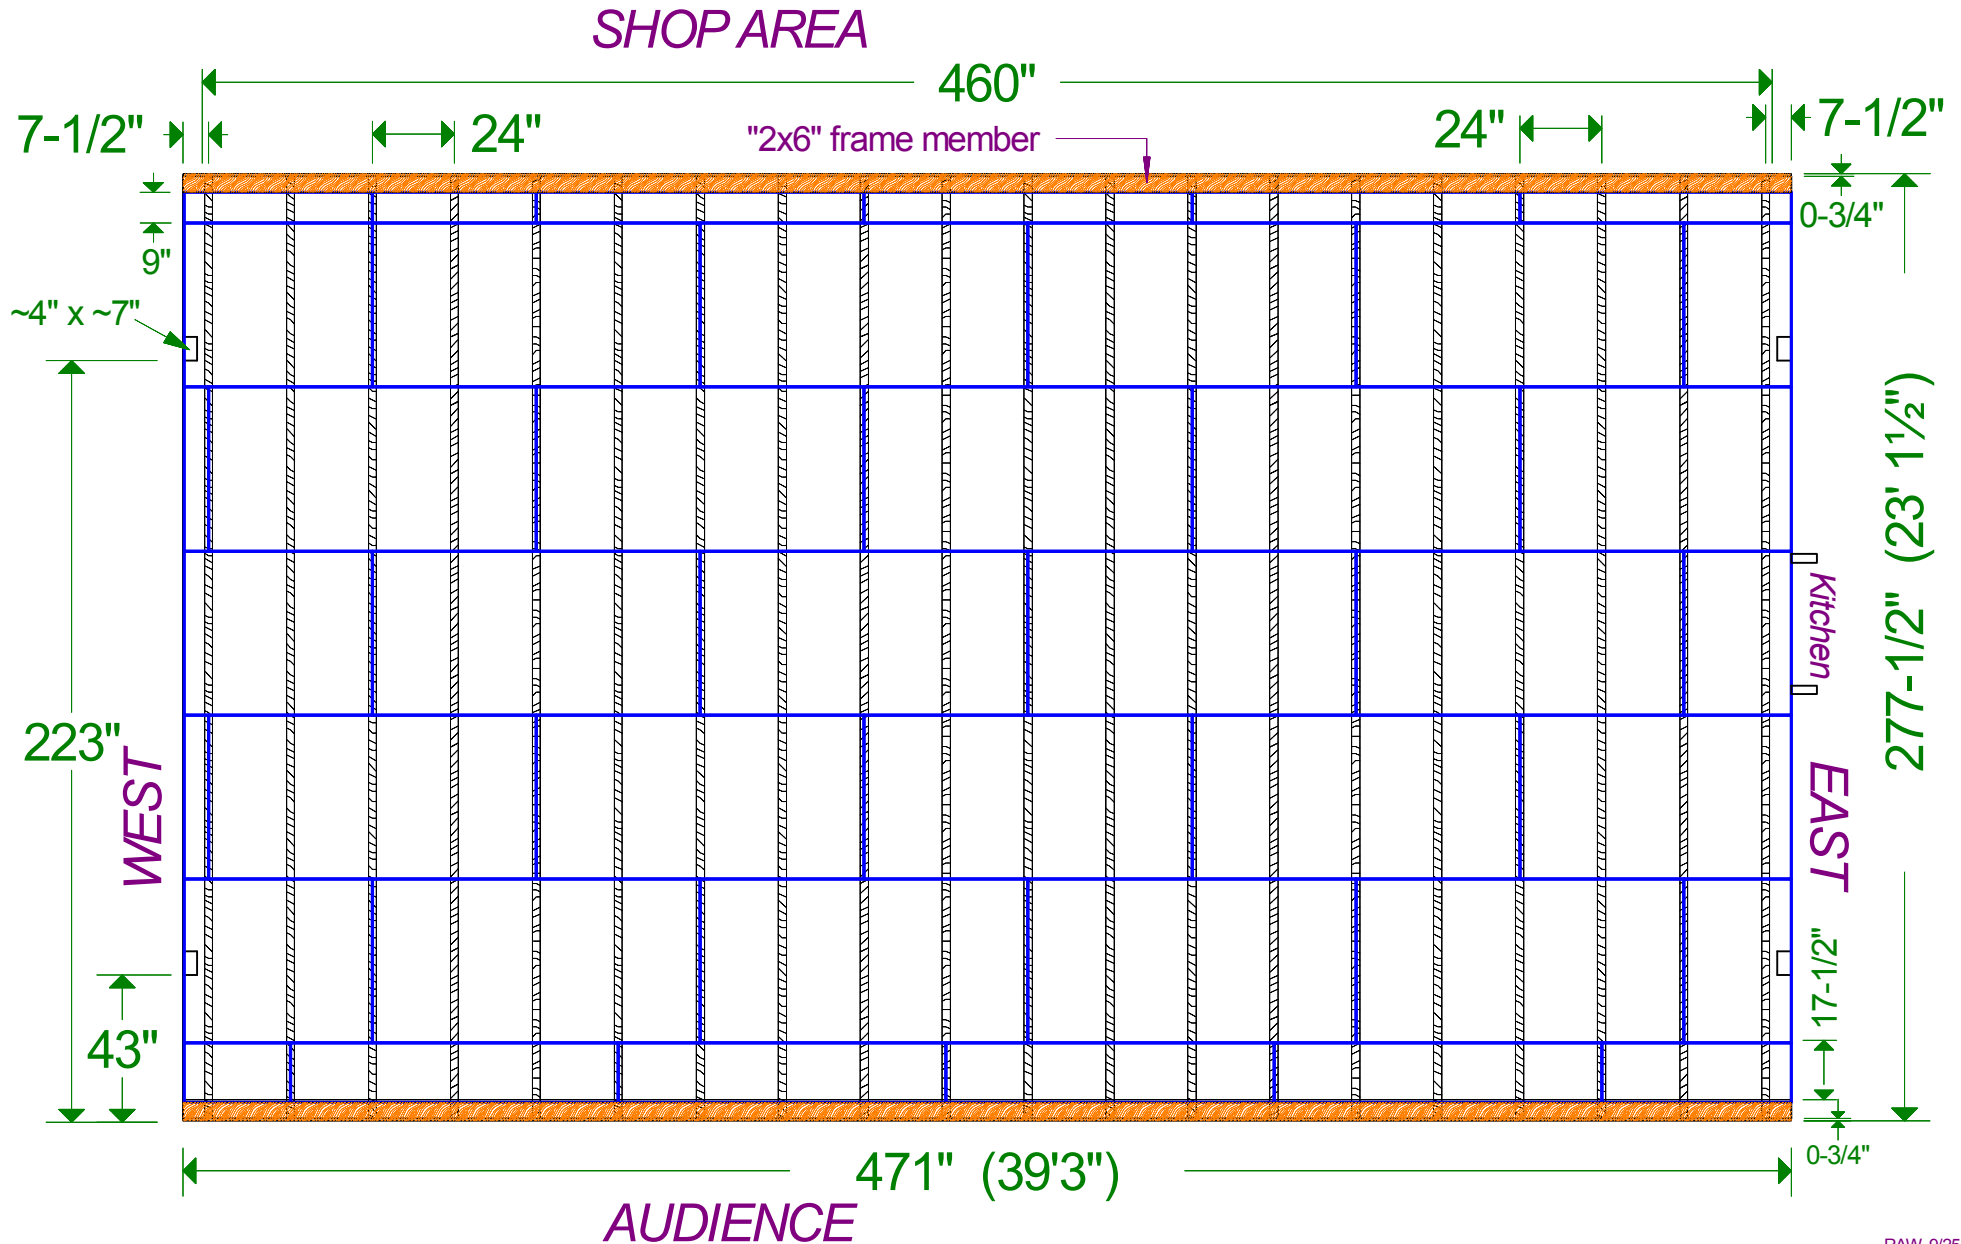 SHOP AREA
460"
7-1/2"
24"
"2x6" frame member
24"
7-1/2"
0-3/4"
9"
~4" x ~7"
277-1/2" (23' 1½")
Kitchen
223"
WEST
EAST
17-1/2"
43"
0-3/4"
471" (39'3")
AUDIENCE